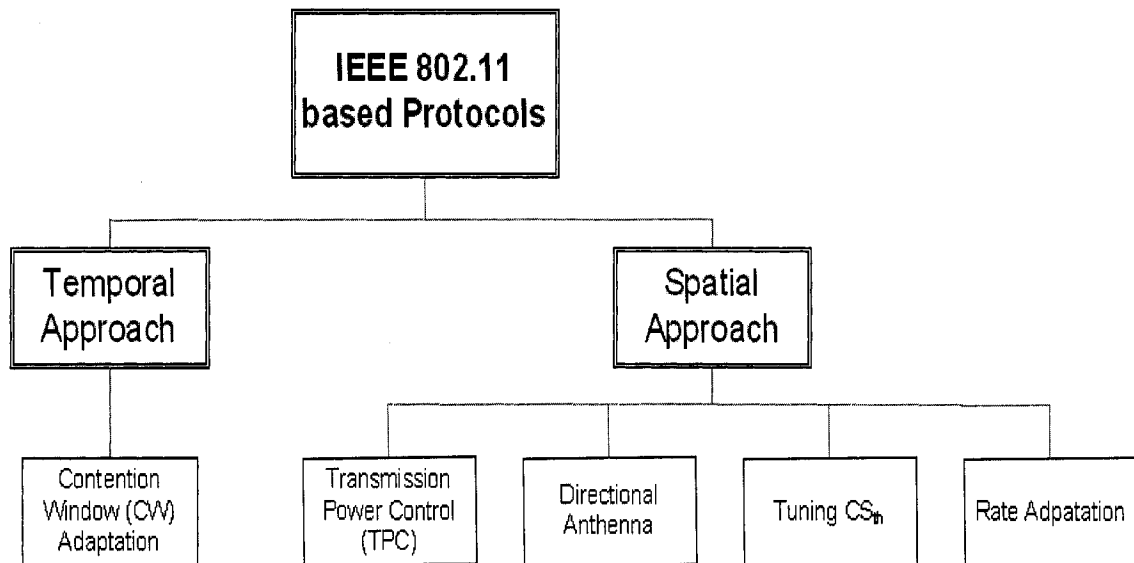 IEEE 802.11
based Protocols
Temporal
Approach
Spatial
Approach
Contention
Window (CW)
Adaptation
Transmission
Power Control
(TPC)
Directional
Anthenna
Tuning CSth
Rate Adpatation